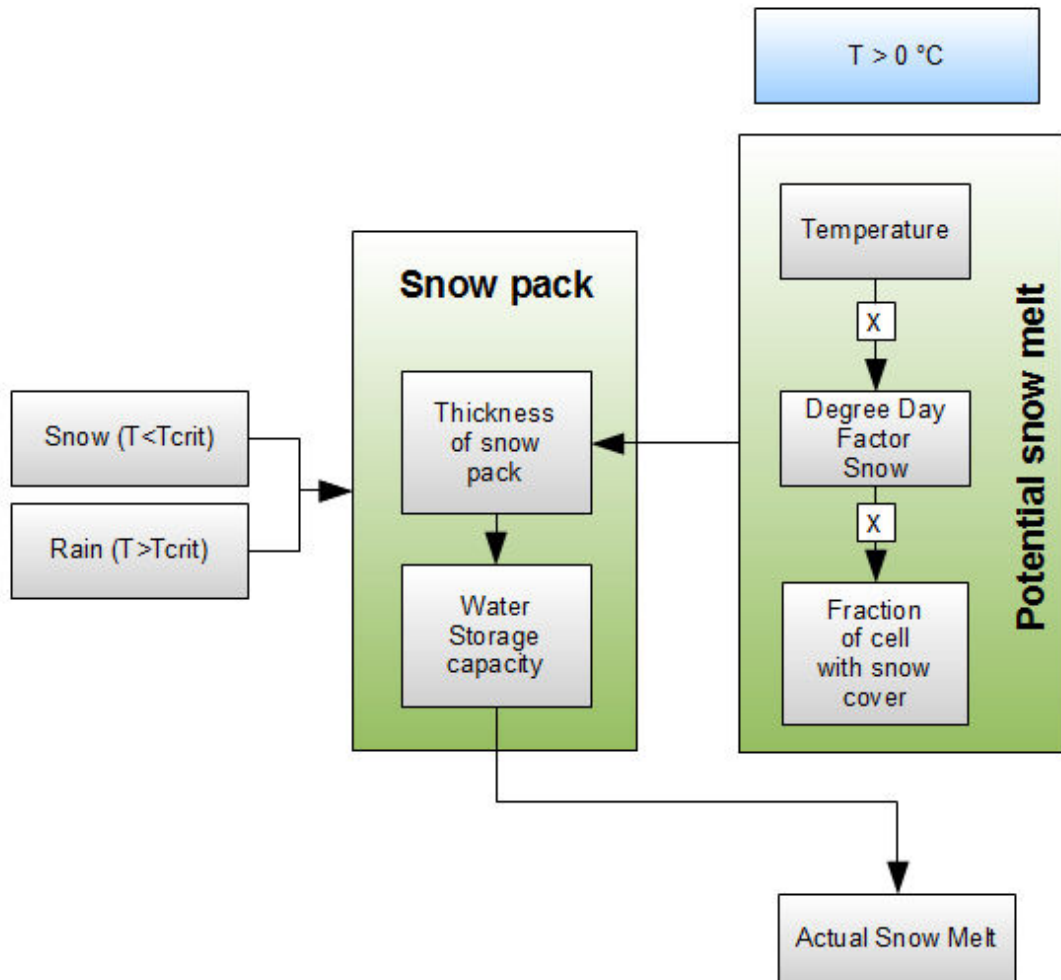 T > 0 °C
Temperature
X
Degree Day
Factor
Snow
X
Fraction
of cell
with snow
cover
Potential snow melt
Snow pack
Thickness
of snow
pack
Water
Storage
capacity
Snow (T<Tcrit)
Rain (T>Tcrit)
Actual Snow Melt